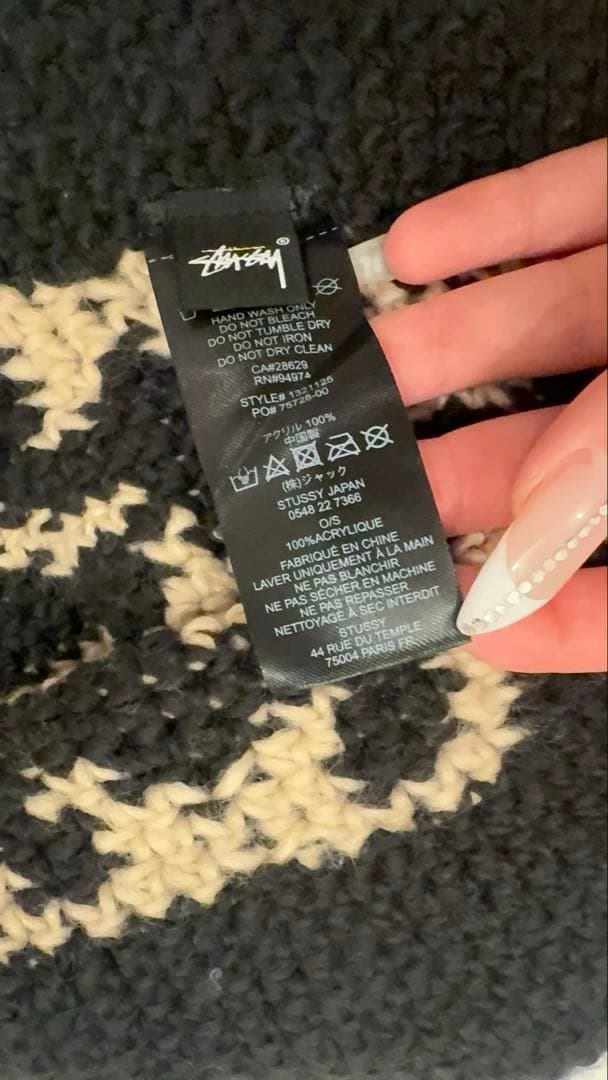 STÜSSY®
HAND WASH ONLY
DO NOT BLEACH
DO NOT TUMBLE DRY
DO NOT IRON
DO NOT DRY CLEAN
CA#28629
RN#94974
STYLE# 1321125
PO# 75728-00
アクリル 100%
中国製
(株)ジャック
STUSSY JAPAN
0548 22 7366
O/S
100%ACRYLIQUE
FABRIQUÉ EN CHINE
LAVER UNIQUEMENT À LA MAIN
NE PAS BLANCHIR
NE PAS SÉCHER EN MACHINE
NE PAS REPASSER
NETTOYAGE À SEC INTERDIT
STUSSY
44 RUE DU TEMPLE
75004 PARIS FR